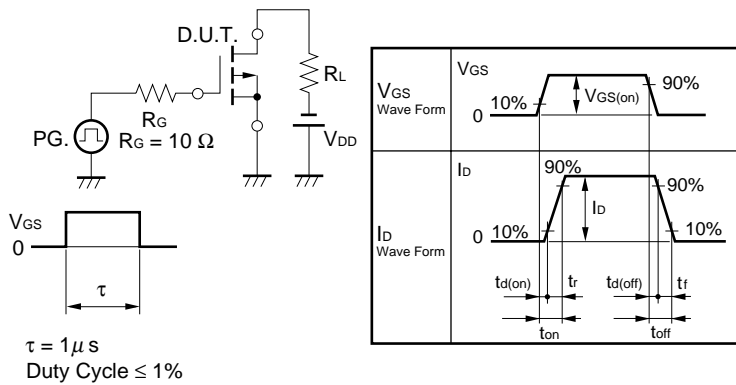 D.U.T.
RL
RG
RG = 10 Ω
PG.
VDD
VGS
0
τ
τ = 1μ s
Duty Cycle ≤ 1%
VGS
Wave Form
VGS
10%
0
VGS(on)
90%
ID
Wave Form
ID
90%
90%
0
10%
ID
10%
td(on)
tr
td(off)
tf
ton
toff